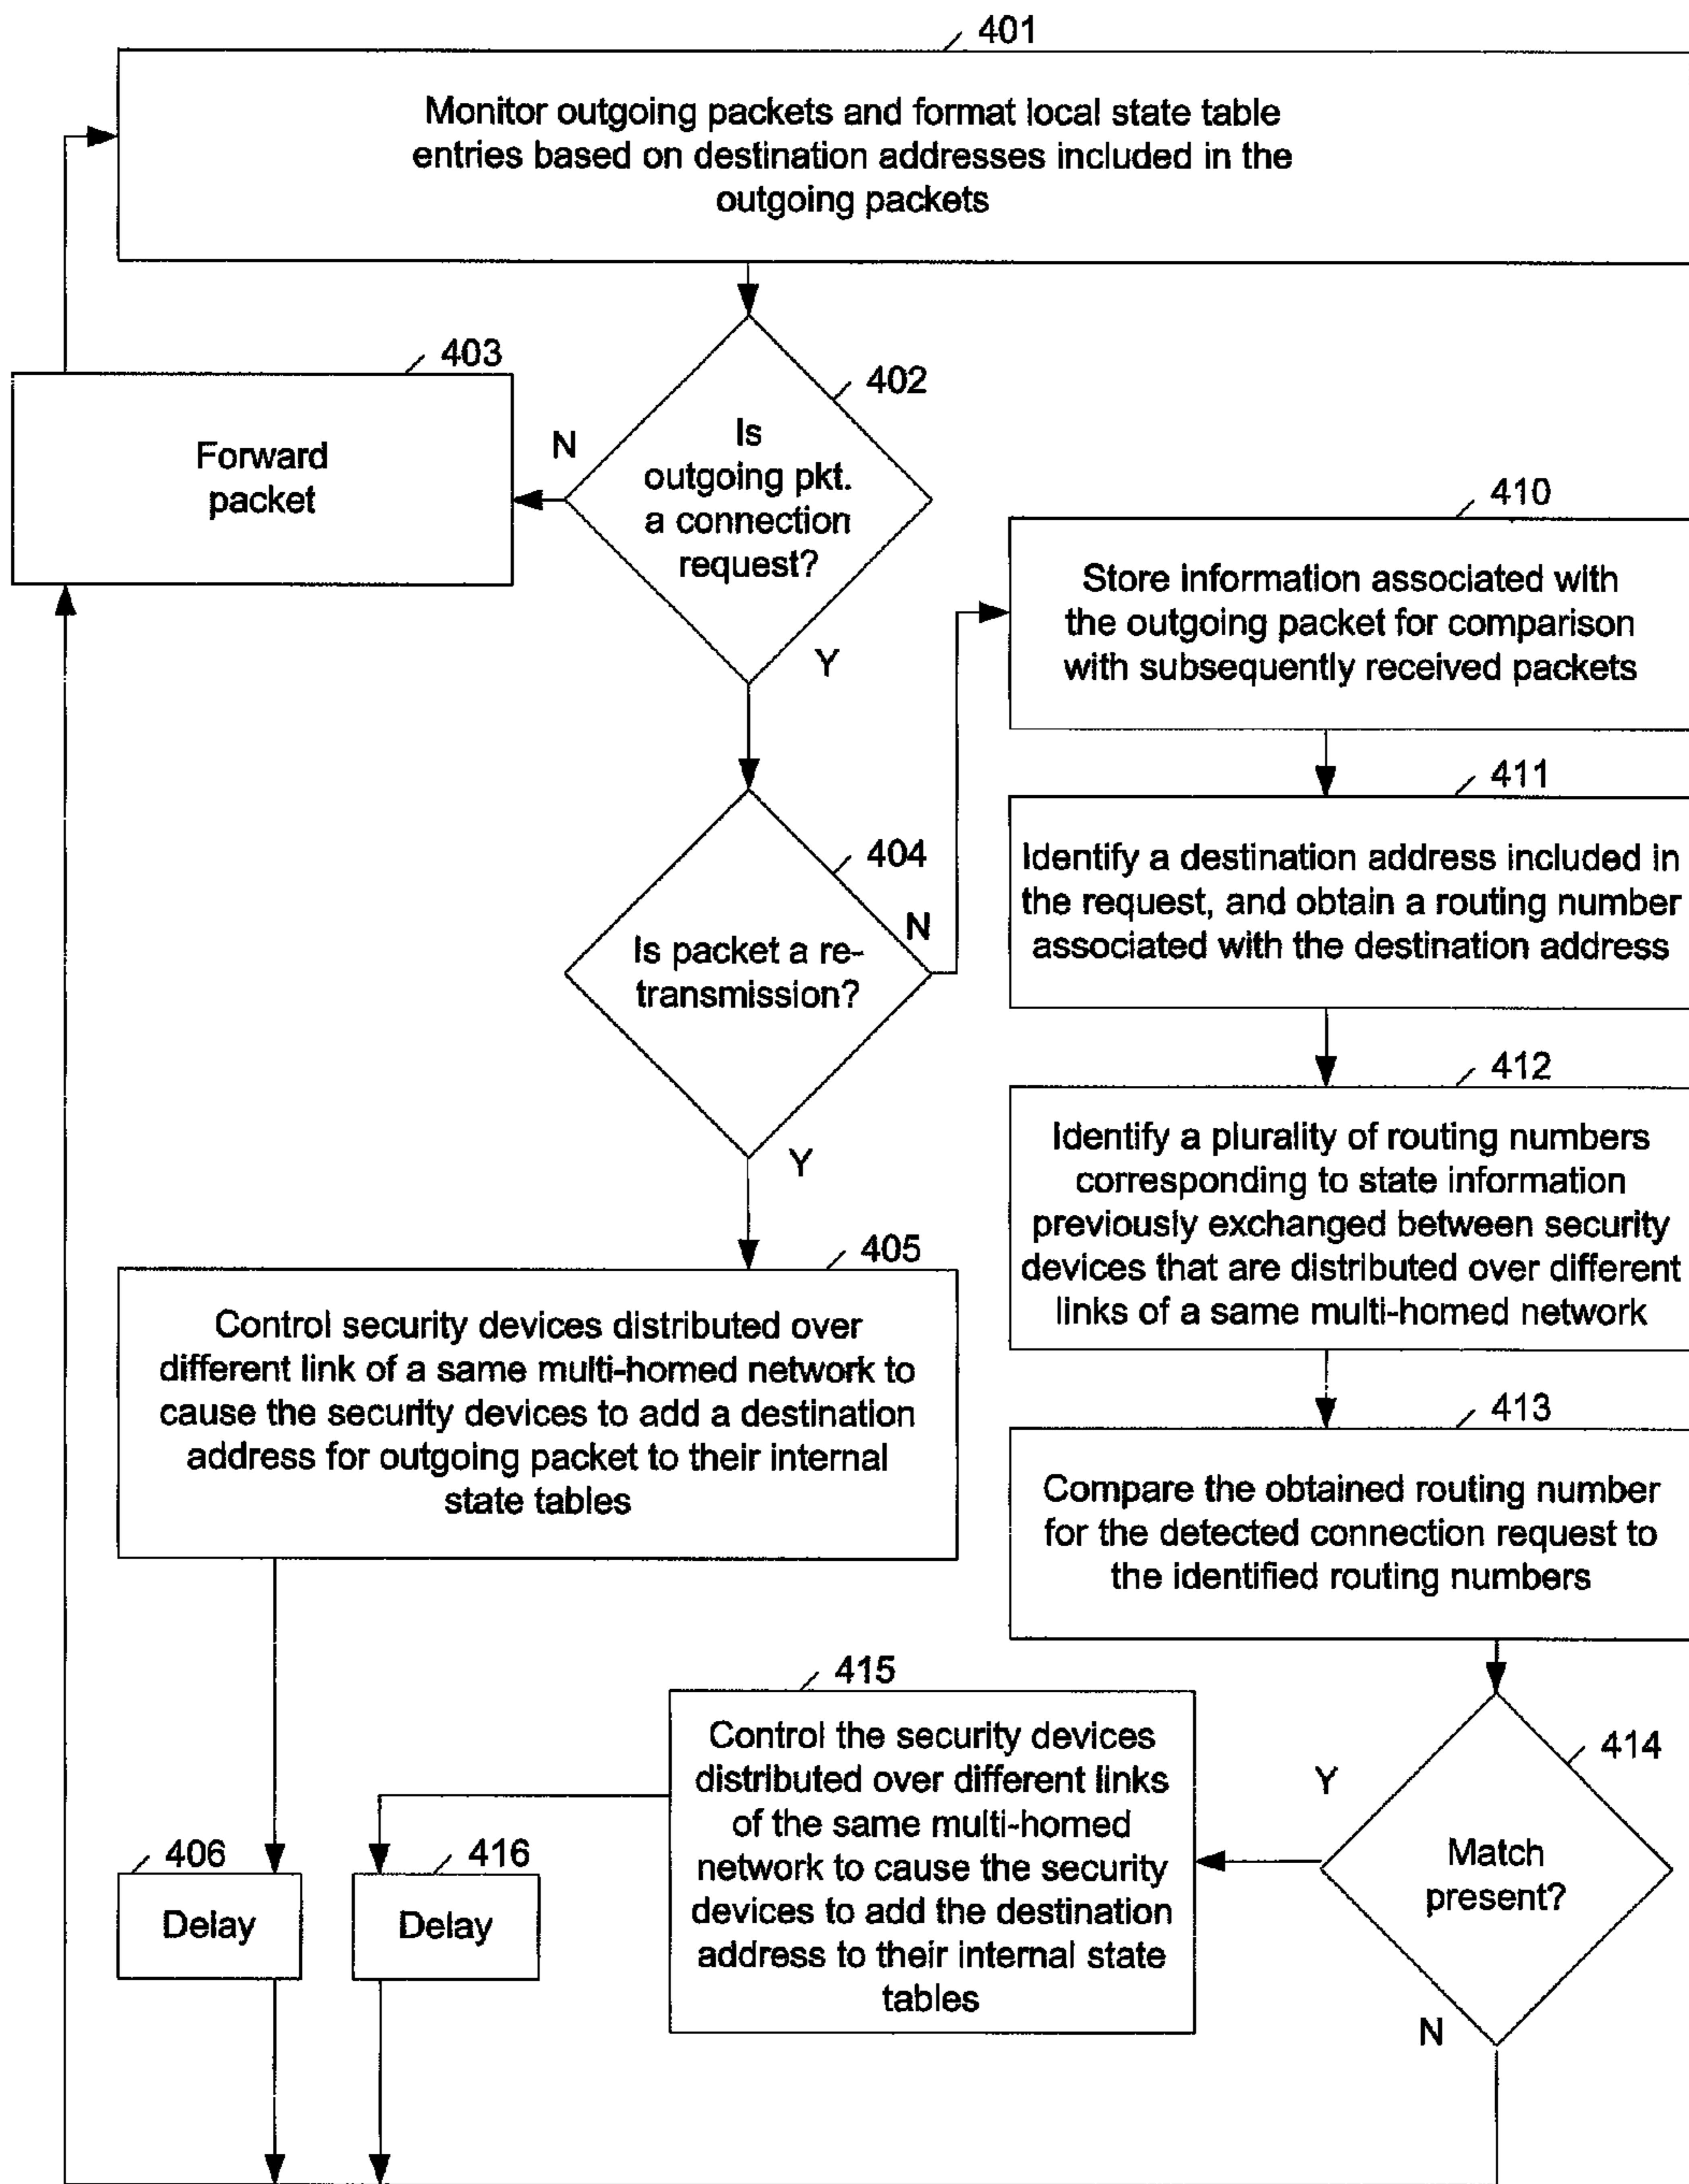 401
Monitor outgoing packets and format local state table
entries based on destination addresses included in the
outgoing packets
403
Forward
packet
N
402
Is
outgoing pkt.
a connection
request?
Y
410
Store information associated with
the outgoing packet for comparison
with subsequently received packets
404
N
Is packet a re-
transmission?
Y
411
Identify a destination address included in
the request, and obtain a routing number
associated with the destination address
412
Identify a plurality of routing numbers
corresponding to state information
previously exchanged between security
devices that are distributed over different
links of a same multi-homed network
405
Control security devices distributed over
different link of a same multi-homed network to
cause the security devices to add a destination
address for outgoing packet to their internal
state tables
413
Compare the obtained routing number
for the detected connection request to
the identified routing numbers
414
Match
present?
Y
N
415
Control the security devices
distributed over different links
of the same multi-homed
network to cause the security
devices to add the destination
address to their internal state
tables
406
Delay
416
Delay